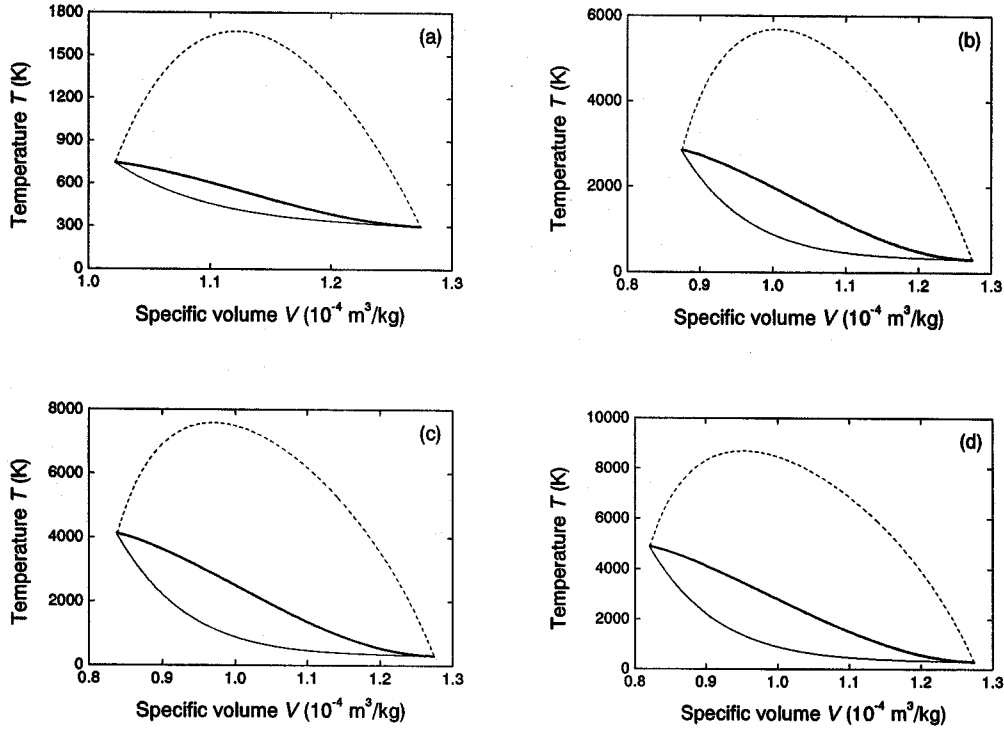 (a)
Temperature T (K)
1800
1500
1200
900
600
300
0
1.0 1.1 1.2 1.3
Specific volume V (10⁻⁴ m³/kg)
(b)
Temperature T (K)
6000
4000
2000
0
0.8 0.9 1.0 1.1 1.2 1.3
Specific volume V (10⁻⁴ m³/kg)
(c)
Temperature T (K)
8000
6000
4000
2000
0
0.8 0.9 1.0 1.1 1.2 1.3
Specific volume V (10⁻⁴ m³/kg)
(d)
Temperature T (K)
10000
8000
6000
4000
2000
0
0.8 0.9 1.0 1.1 1.2 1.3
Specific volume V (10⁻⁴ m³/kg)